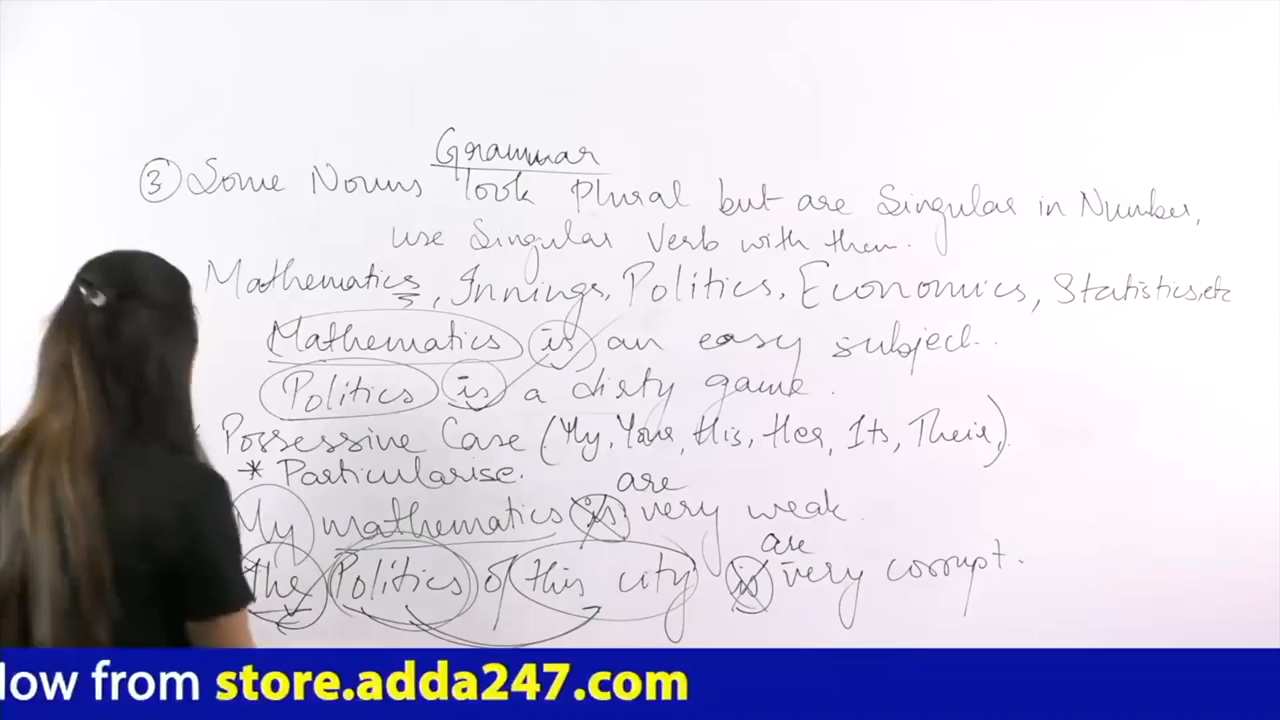 Grammar
③ Some Nouns look Plural but are Singular in Number,
use Singular Verb with them.
Mathematics, Innings, Politics, Economics, Statistics, etc
Mathematics is an easy subject.
Politics is a dirty game.
* Possessive Case (My, Your, His, Her, Its, Their)
* Particularise.
are
My mathematics is very weak.
are
The Politics of this city is very corrupt.
low from store.adda247.com